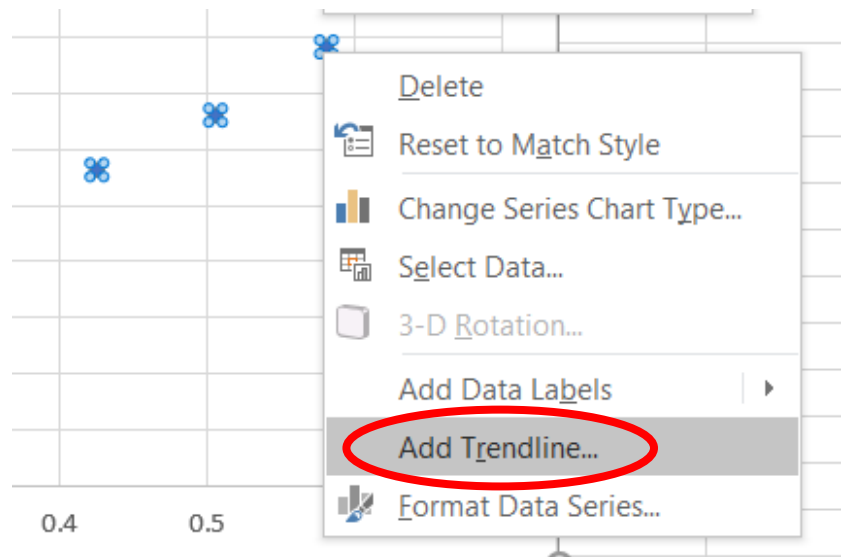 Delete
Reset to Match Style
Change Series Chart Type...
Select Data...
3-D Rotation...
Add Data Labels
Add Trendline...
Format Data Series...
0.4 0.5